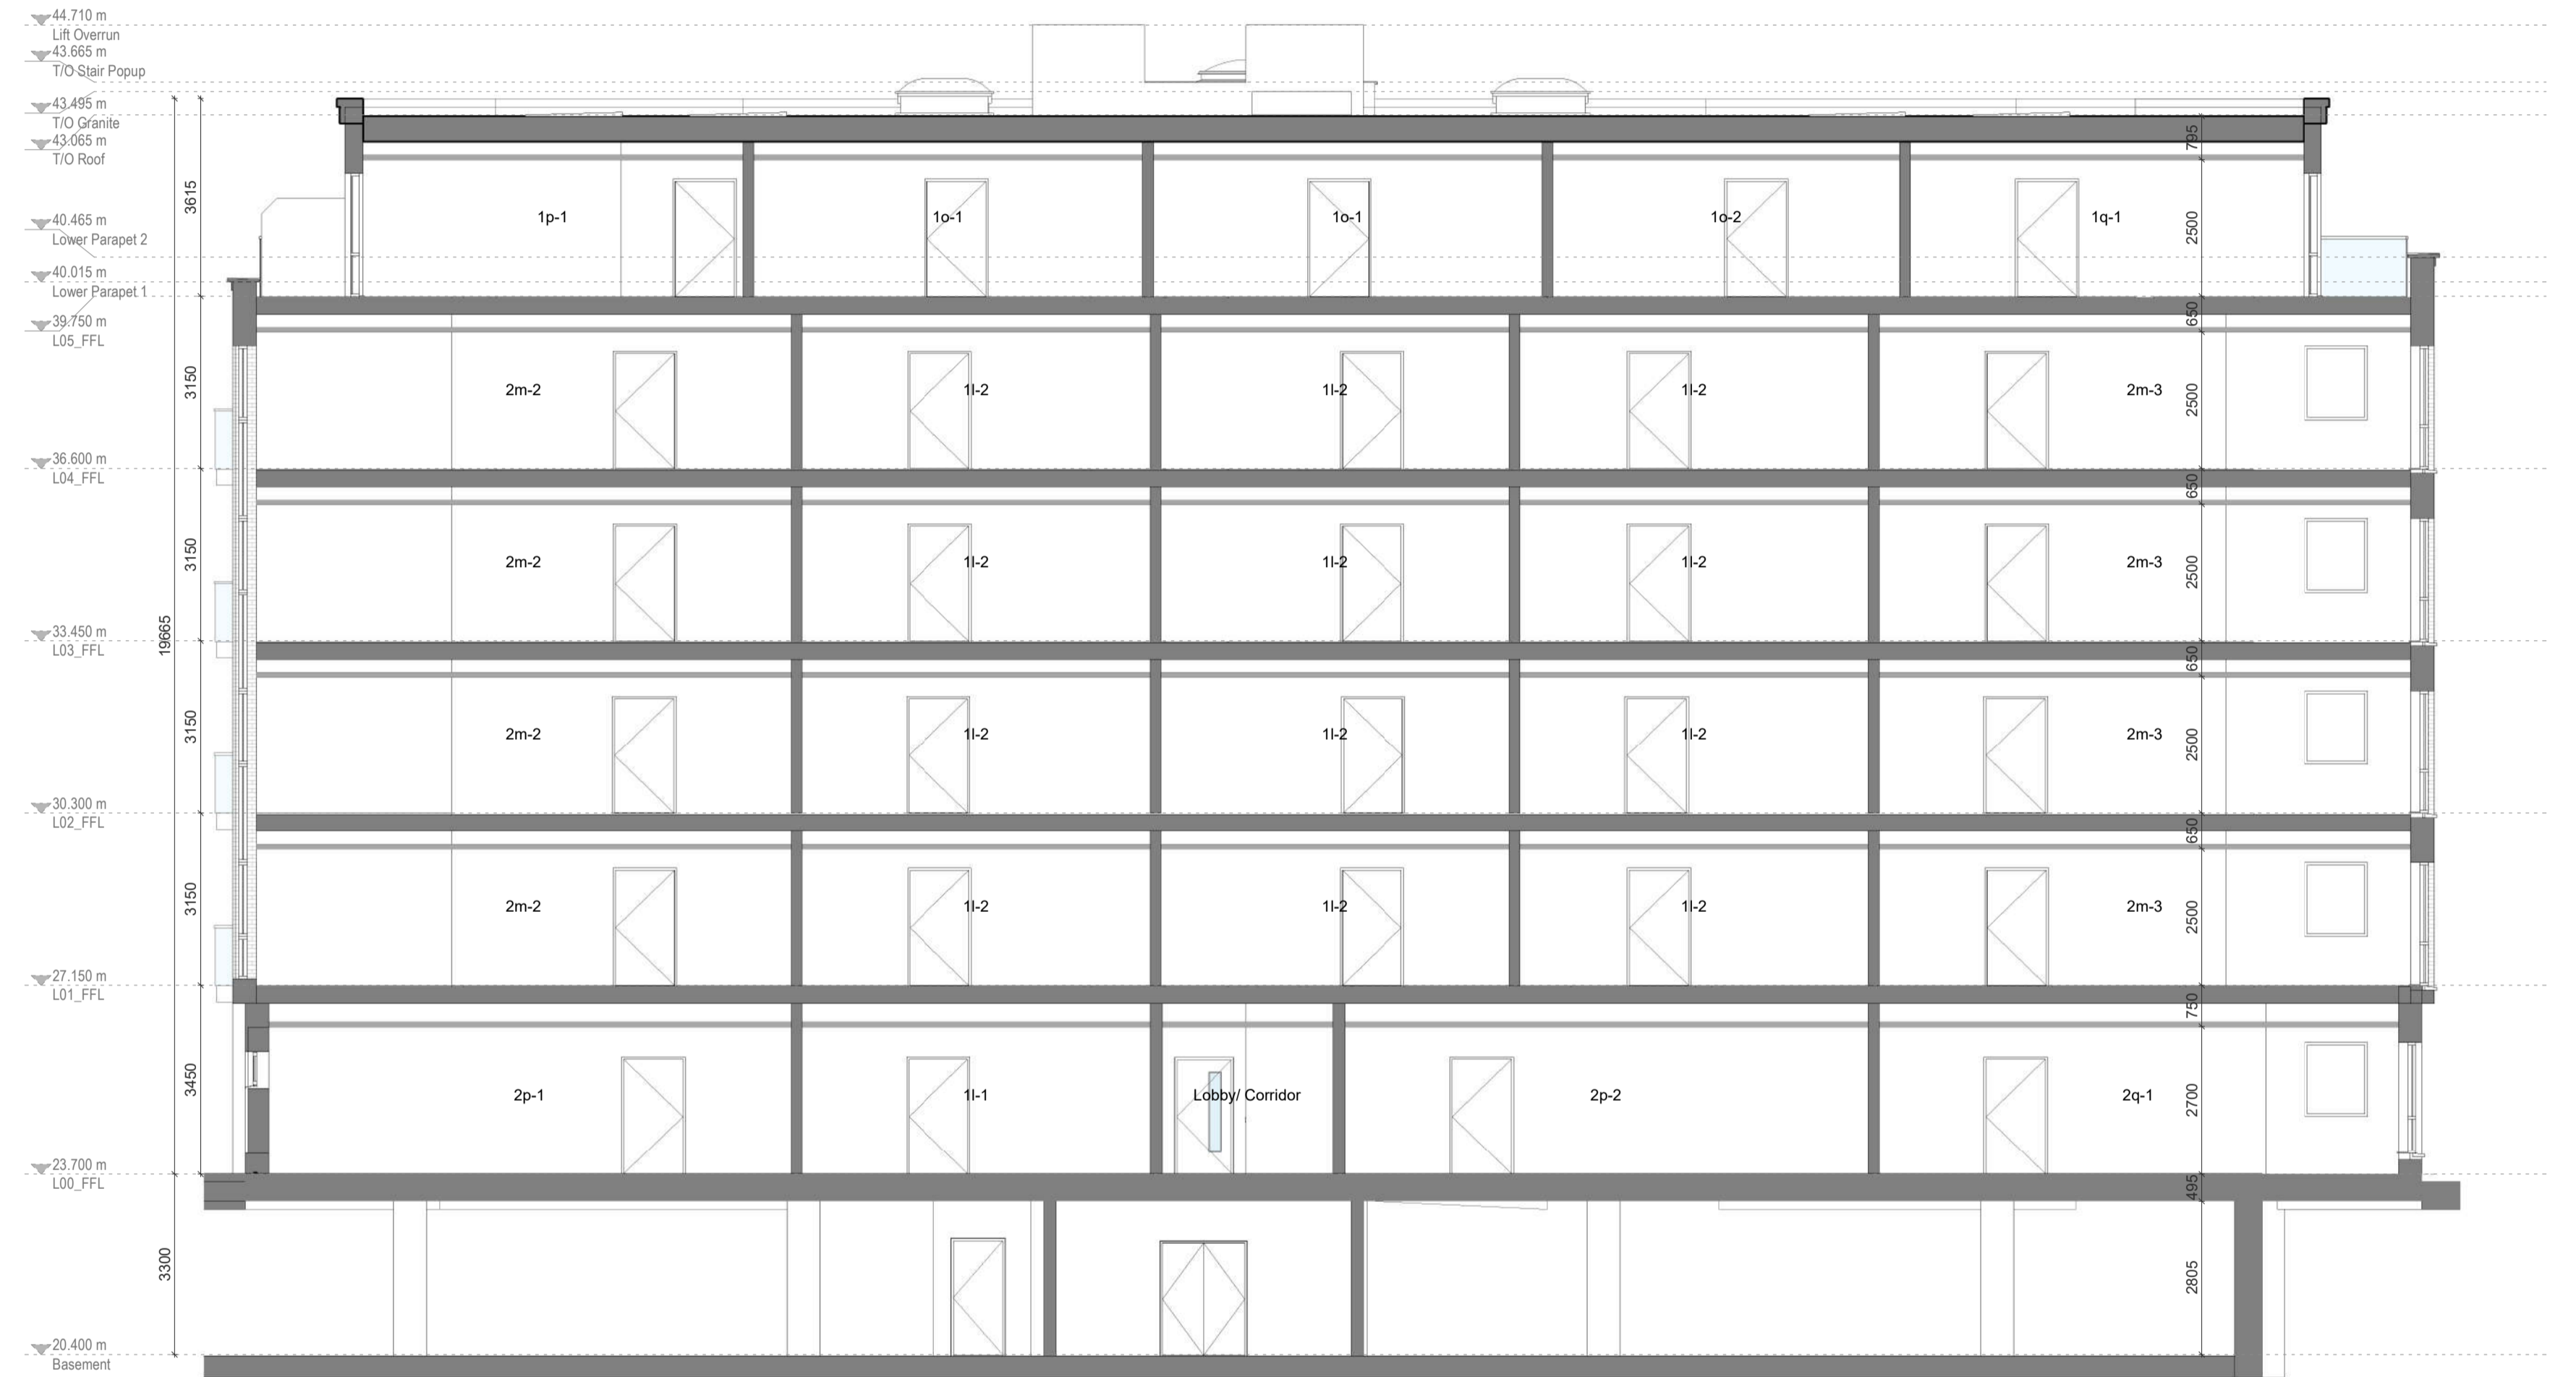 44.710 m
Lift Overrun
43.665 m
T/O Stair Popup
43.495 m
T/O Granite
43.065 m
T/O Roof
795
3615
1p-1
1o-1
1o-1
1o-2
1q-1
2500
40.465 m
Lower Parapet 2
40.015 m
Lower Parapet 1
39.750 m
L05_FFL
650
3150
2m-2
1l-2
1l-2
1l-2
2m-3
2500
36.600 m
L04_FFL
650
3150
2m-2
1l-2
1l-2
1l-2
2m-3
2500
19665
33.450 m
L03_FFL
650
3150
2m-2
1l-2
1l-2
1l-2
2m-3
2500
30.300 m
L02_FFL
650
3150
2m-2
1l-2
1l-2
1l-2
2m-3
2500
27.150 m
L01_FFL
750
3450
2p-1
1l-1
Lobby/ Corridor
2p-2
2q-1
2700
23.700 m
L00_FFL
495
3300
2805
20.400 m
Basement